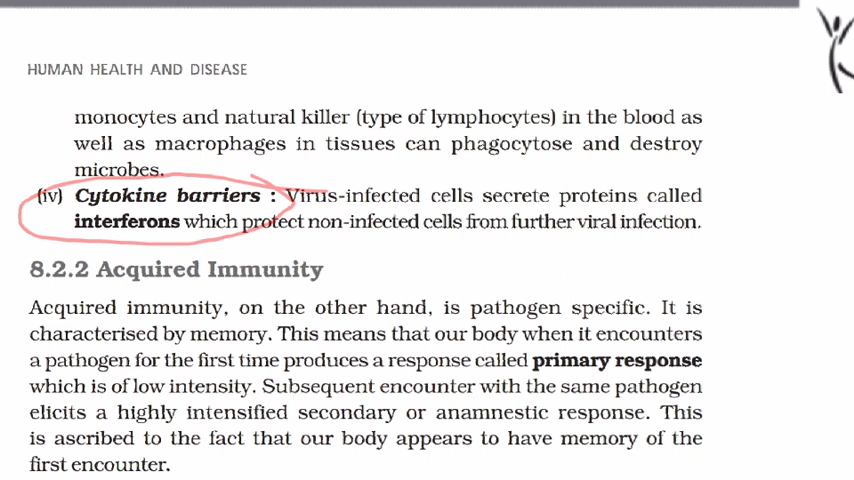 HUMAN HEALTH AND DISEASE
monocytes and natural killer (type of lymphocytes) in the blood as
well as macrophages in tissues can phagocytose and destroy
microbes.
(iv) Cytokine barriers : Virus-infected cells secrete proteins called
interferons which protect non-infected cells from further viral infection.
8.2.2 Acquired Immunity
Acquired immunity, on the other hand, is pathogen specific. It is
characterised by memory. This means that our body when it encounters
a pathogen for the first time produces a response called primary response
which is of low intensity. Subsequent encounter with the same pathogen
elicits a highly intensified secondary or anamnestic response. This
is ascribed to the fact that our body appears to have memory of the
first encounter.